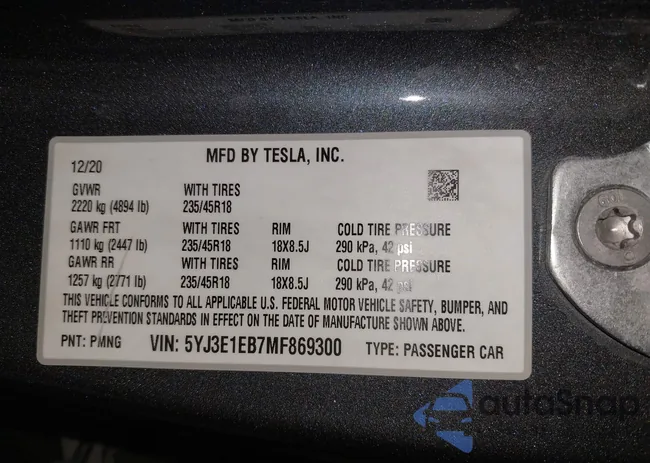 MFD BY TESLA, INC.
12/20
GVWR WITH TIRES
2220 kg (4894 lb) 235/45R18
GAWR FRT WITH TIRES RIM COLD TIRE PRESSURE
1110 kg (2447 lb) 235/45R18 18X8.5J 290 kPa, 42 psi
GAWR RR WITH TIRES RIM COLD TIRE PRESSURE
1257 kg (2771 lb) 235/45R18 18X8.5J 290 kPa, 42 psi
THIS VEHICLE CONFORMS TO ALL APPLICABLE U.S. FEDERAL MOTOR VEHICLE SAFETY, BUMPER, AND
THEFT PREVENTION STANDARDS IN EFFECT ON THE DATE OF MANUFACTURE SHOWN ABOVE.
PNT: PMNG VIN: 5YJ3E1EB7MF869300 TYPE: PASSENGER CAR
autoSnap